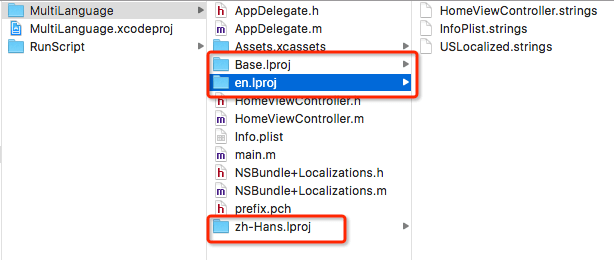 MultiLanguage
MultiLanguage.xcodeproj
RunScript
AppDelegate.h
AppDelegate.m
Assets.xcassets
Base.lproj
en.lproj
HomeViewController.h
HomeViewController.m
Info.plist
main.m
NSBundle+Localizations.h
NSBundle+Localizations.m
prefix.pch
zh-Hans.lproj
HomeViewController.strings
InfoPlist.strings
USLocalized.strings